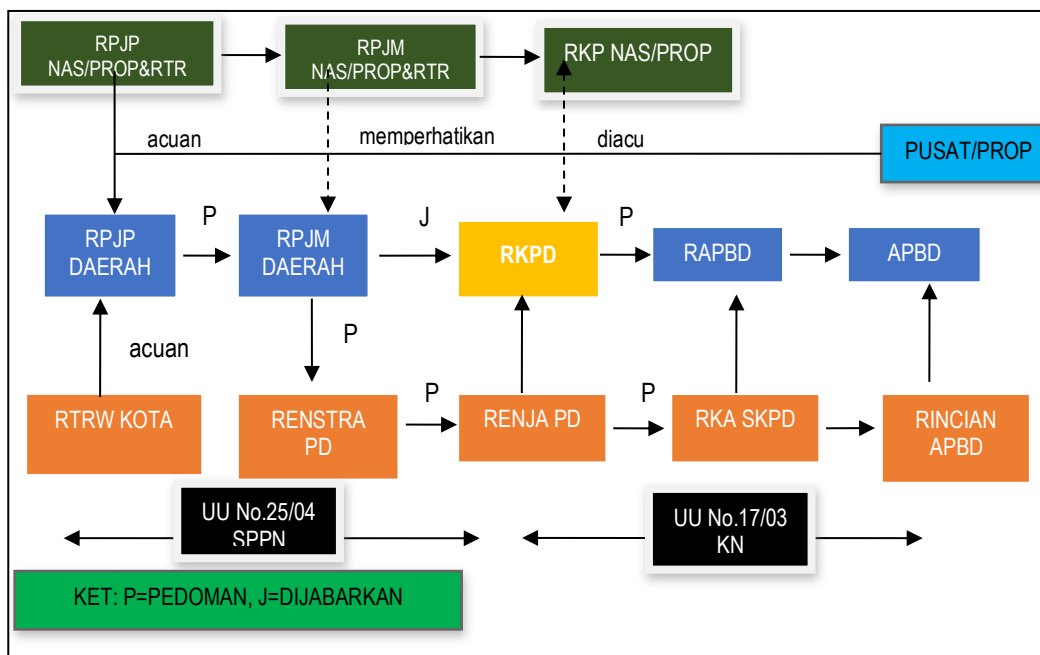 RPJP
NAS/PROP&RTR
RPJM
NAS/PROP&RTR
RKP NAS/PROP
acuan
memperhatikan
diacu
PUSAT/PROP
P
J
P
RPJP
DAERAH
RPJM
DAERAH
RKPD
RAPBD
APBD
acuan
P
P
P
RTRW KOTA
RENSTRA
PD
RENJA PD
RKA SKPD
RINCIAN
APBD
UU No.25/04
SPPN
UU No.17/03
KN
KET: P=PEDOMAN, J=DIJABARKAN